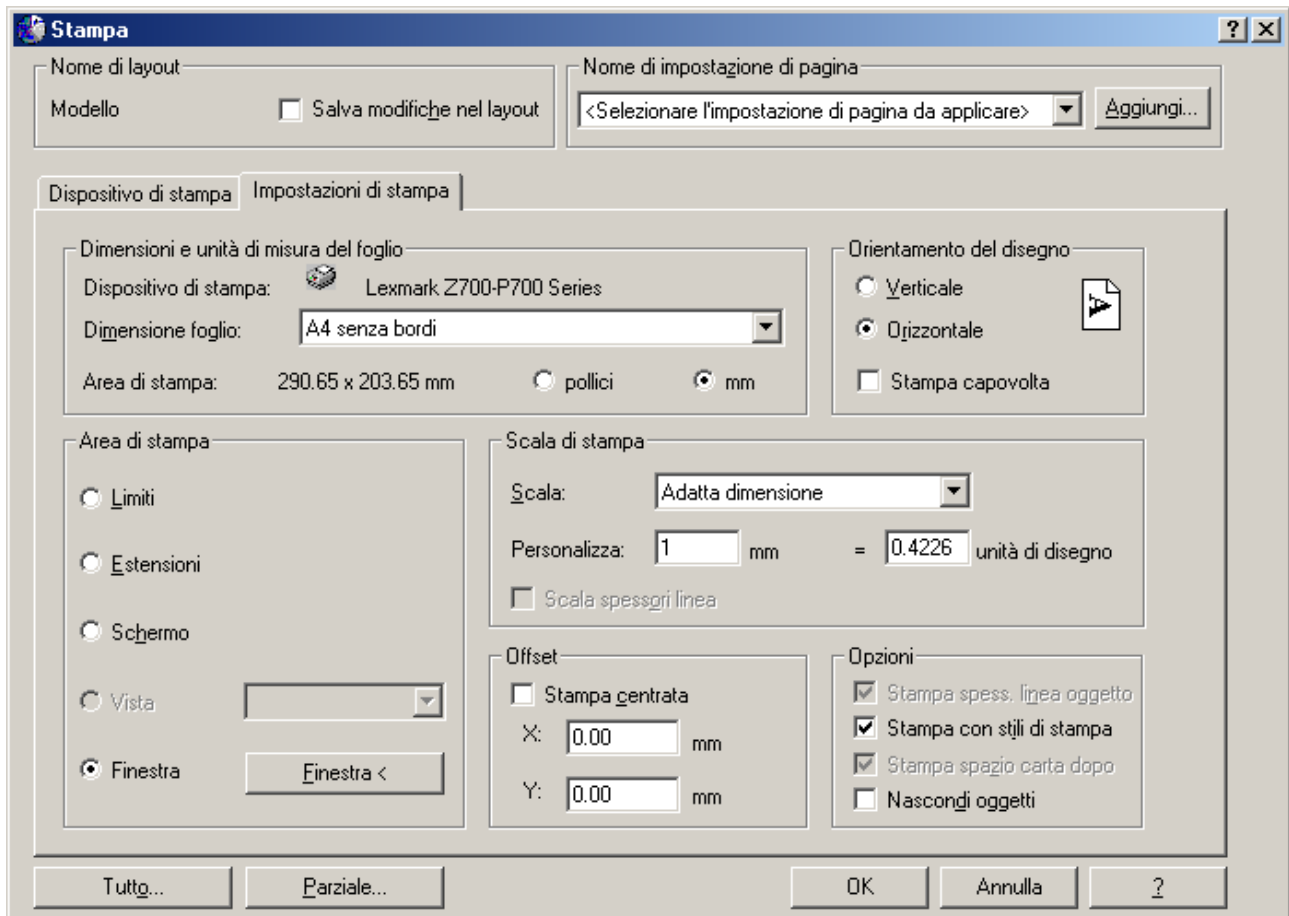 Stampa
Nome di layout
Modello
Salva modifiche nel layout
Nome di impostazione di pagina
<Selezionare l'impostazione di pagina da applicare>
Aggiungi...
Dispositivo di stampa
Impostazioni di stampa
Dimensioni e unità di misura del foglio
Dispositivo di stampa: Lexmark Z700-P700 Series
Dimensione foglio: A4 senza bordi
Area di stampa: 290.65 x 203.65 mm pollici mm
Orientamento del disegno
Verticale
Orizzontale
A
Stampa capovolta
Area di stampa
Limiti
Estensioni
Schermo
Vista
Finestra
Finestra <
Scala di stampa
Scala: Adatta dimensione
Personalizza: 1 mm = 0.4226 unità di disegno
Scala spessori linea
Offset
Stampa centrata
X: 0.00 mm
Y: 0.00 mm
Opzioni
Stampa spess. linea oggetto
Stampa con stili di stampa
Stampa spazio carta dopo
Nascondi oggetti
Tutto...
Parziale...
OK
Annulla
?